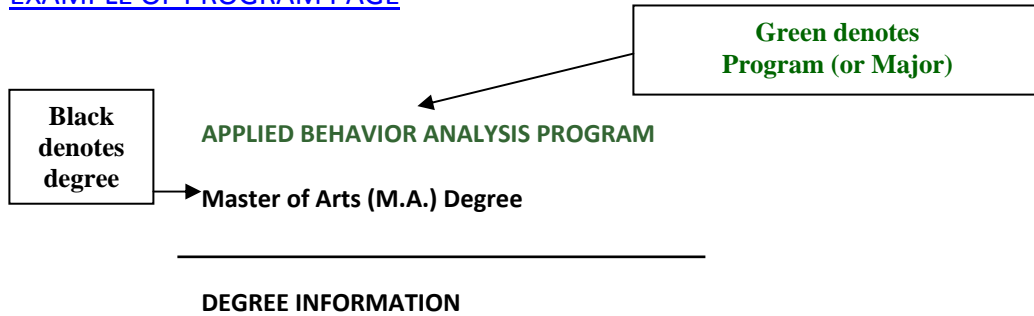 EXAMPLE OF PROGRAM PAGE
Green denotes
Program (or Major)
Black
denotes
degree
APPLIED BEHAVIOR ANALYSIS PROGRAM
Master of Arts (M.A.) Degree
DEGREE INFORMATION